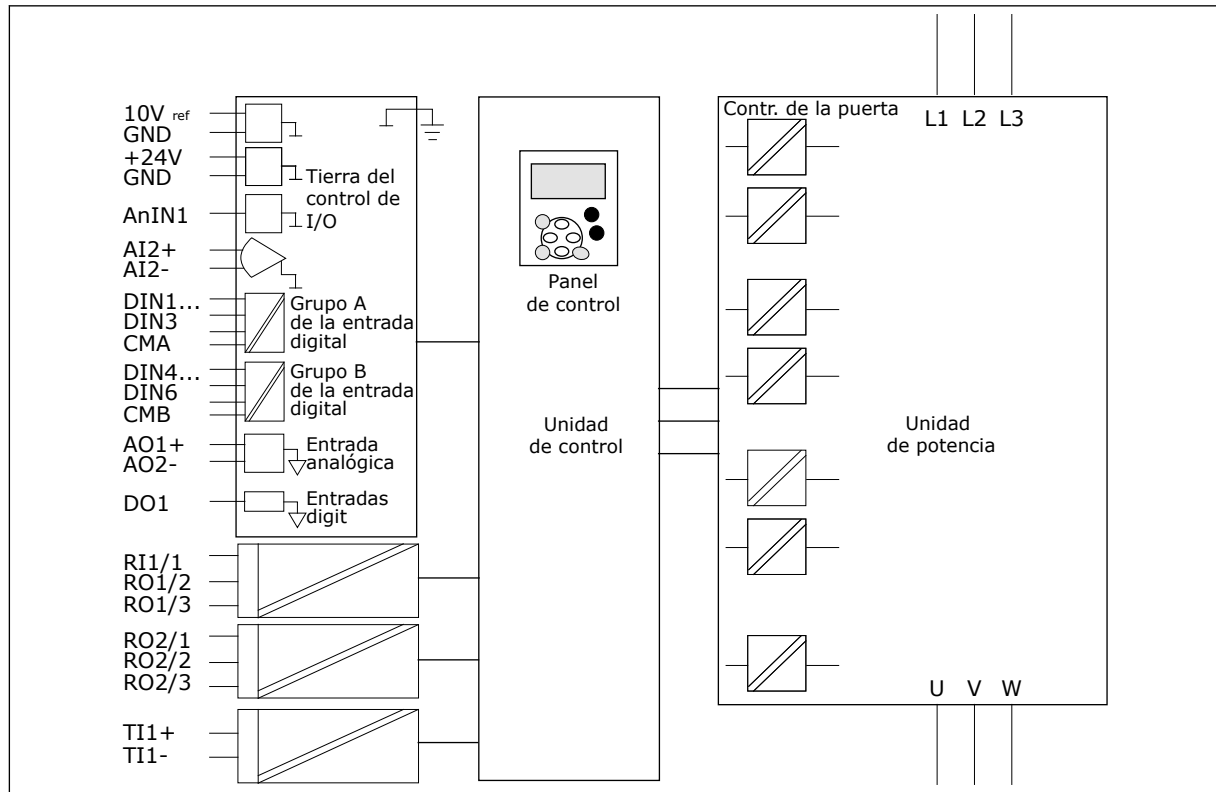 10V ref
GND
+24V
GND
AnIN1
AI2+
AI2-
DIN1...
DIN3
CMA
DIN4...
DIN6
CMB
AO1+
AO2-
DO1
RI1/1
RO1/2
RO1/3
RO2/1
RO2/2
RO2/3
TI1+
TI1-
Tierra del
control de
I/O
Grupo A
de la entrada
digital
Grupo B
de la entrada
digital
Entrada
analógica
Entradas
digit
Panel
de control
Unidad
de control
Contr. de la puerta
L1 L2 L3
Unidad
de potencia
U V W